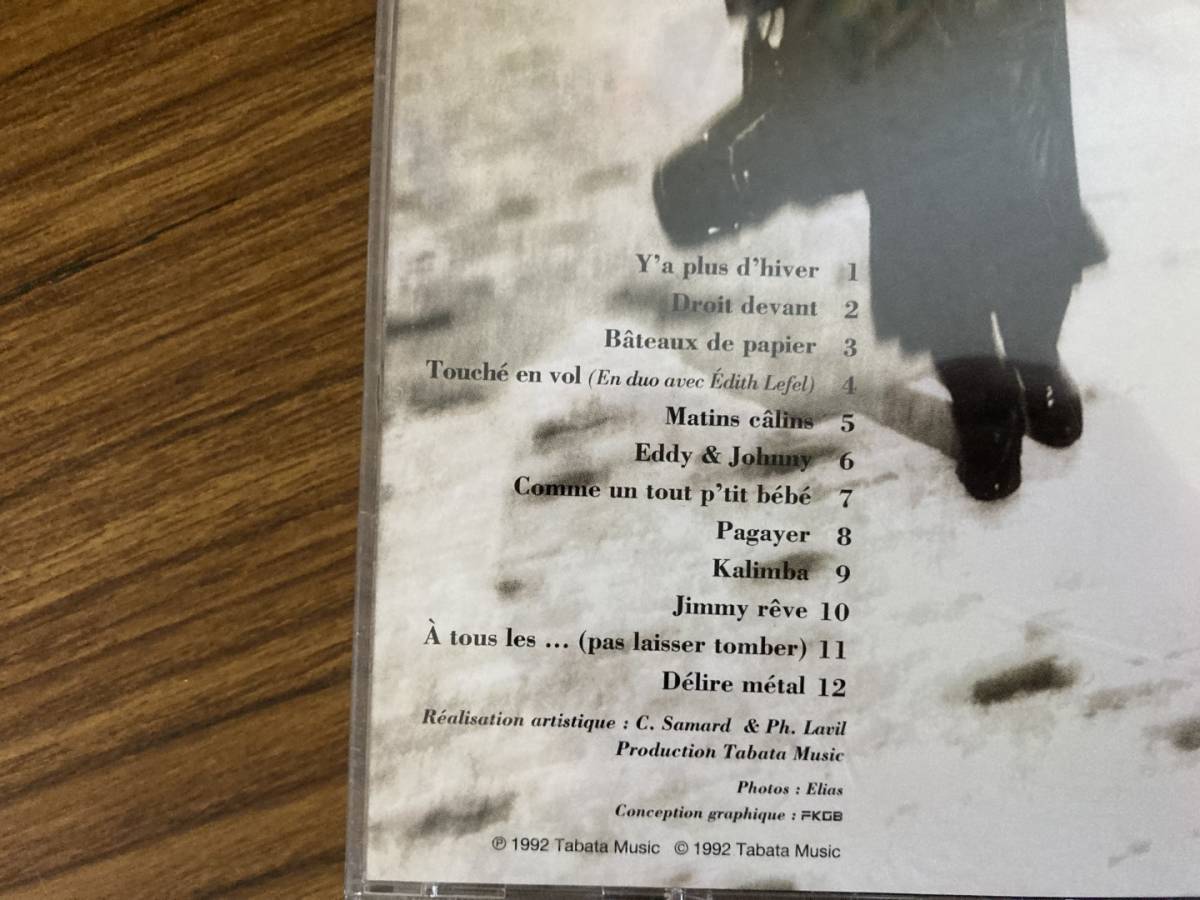 Y'a plus d'hiver 1
Droit devant 2
Bâteaux de papier 3
Touché en vol (En duo avec Édith Lefel) 4
Matins câlins 5
Eddy & Johnny 6
Comme un tout p'tit bébé 7
Pagayer 8
Kalimba 9
Jimmy rêve 10
À tous les ... (pas laisser tomber) 11
Délire métal 12
Réalisation artistique : C. Samard & Ph. Lavil
Production Tabata Music
Photos : Elias
Conception graphique : FKGB
℗ 1992 Tabata Music © 1992 Tabata Music